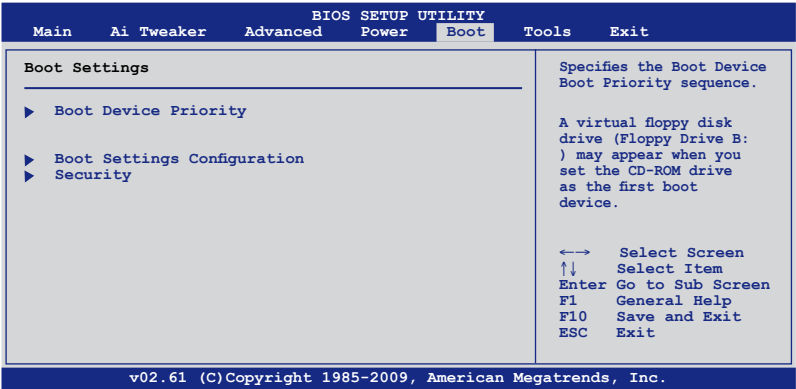 BIOS SETUP UTILITY
Main Ai Tweaker Advanced Power Boot Tools Exit
Boot Settings
Boot Device Priority
Boot Settings Configuration
Security
Specifies the Boot Device
Boot Priority sequence.
A virtual floppy disk
drive (Floppy Drive B:
) may appear when you
set the CD-ROM drive
as the first boot
device.
←→ Select Screen
↑↓ Select Item
Enter Go to Sub Screen
F1 General Help
F10 Save and Exit
ESC Exit
v02.61 (C)Copyright 1985-2009, American Megatrends, Inc.